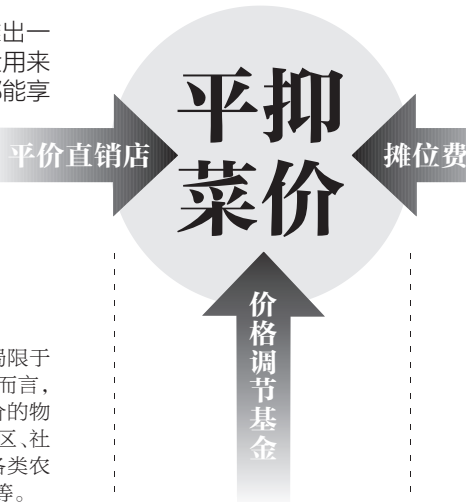 出一
用来
能享
平抑
菜价
平价直销店
摊位费
价格调节基金
局限于
而言，
价的物
区、社
各类农
等。